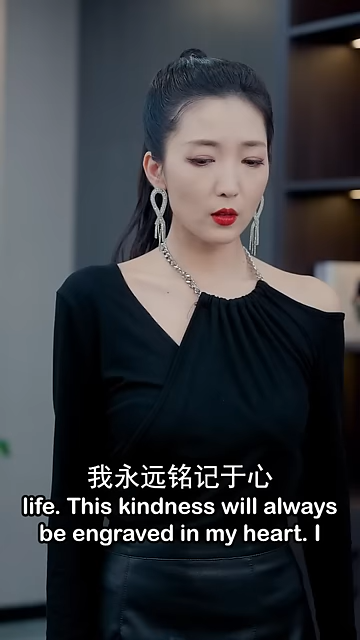 我永远铭记于心
life. This kindness will always
be engraved in my heart. I